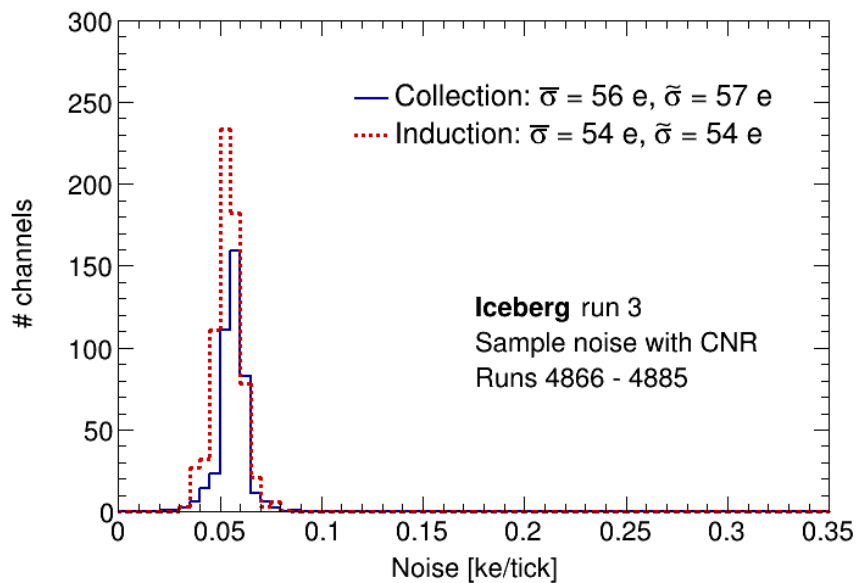 300
250
200
150
100
50
0
# channels
Collection: σ̅ = 56 e, σ̃ = 57 e
Induction: σ̅ = 54 e, σ̃ = 54 e
Iceberg run 3
Sample noise with CNR
Runs 4866 - 4885
0 0.05 0.1 0.15 0.2 0.25 0.3 0.35
Noise [ke/tick]